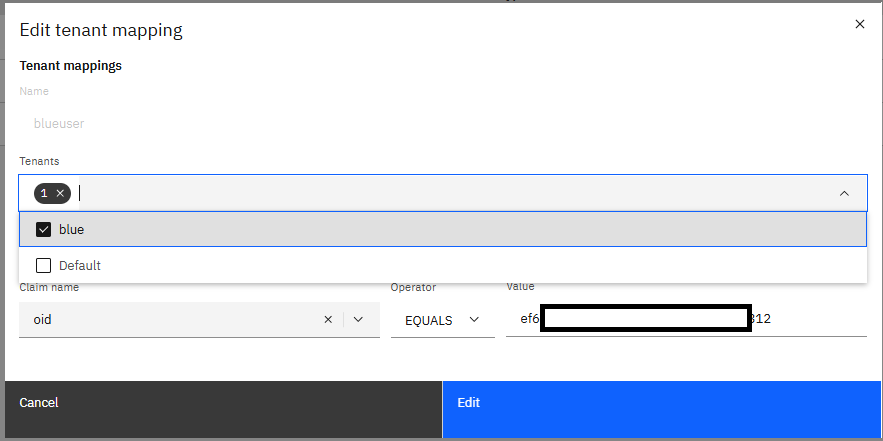 Edit tenant mapping
Tenant mappings
Name
blueuser
Tenants
1
blue
Default
Claim name Operator Value
oid EQUALS ef6 312
Cancel Edit